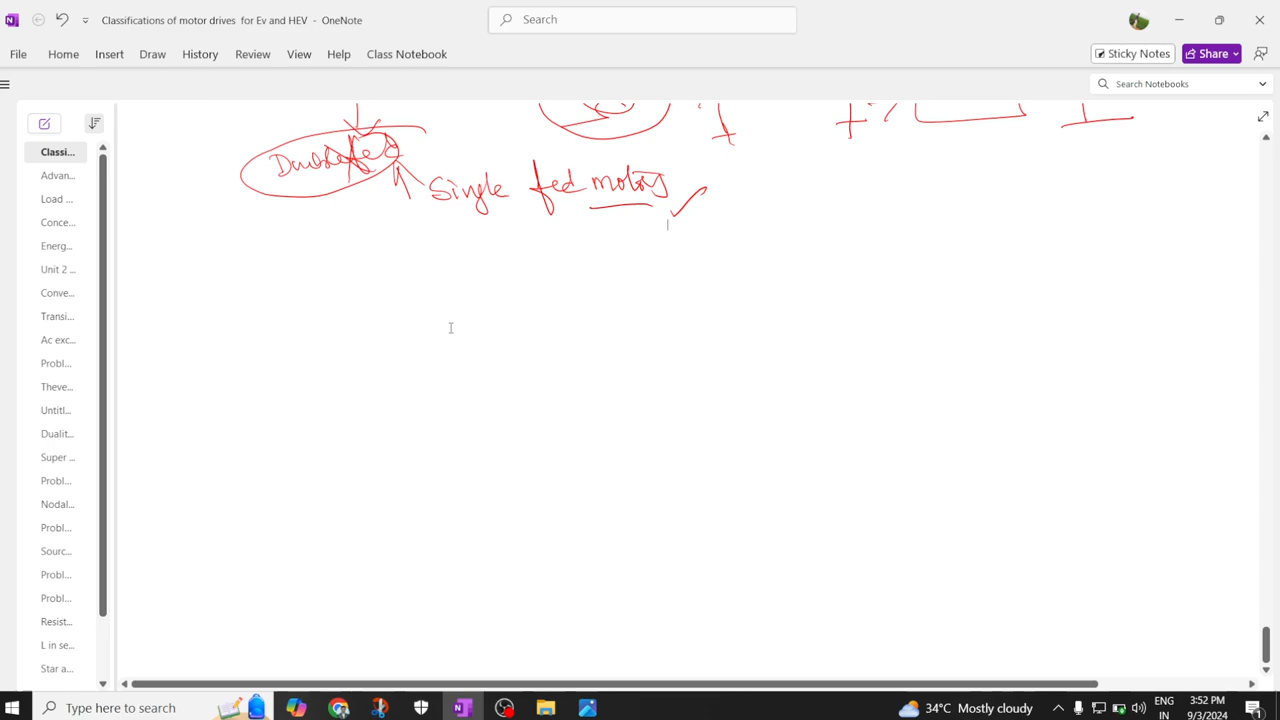 Classifications of motor drives for Ev and HEV - OneNote
Search
File Home Insert Draw History Review View Help Class Notebook
Sticky Notes Share
Search Notebooks
Classi...
Advan...
Load ...
Conce...
Energ...
Unit 2 ...
Conve...
Transi...
Ac exc...
Probl...
Theve...
Untitl...
Dualit...
Super ...
Probl...
Nodal...
Probl...
Sourc...
Probl...
Probl...
Resist...
L in se...
Star a...
fed
Single fed motors
Type here to search
34°C Mostly cloudy
ENG
IN
3:52 PM
9/3/2024
1